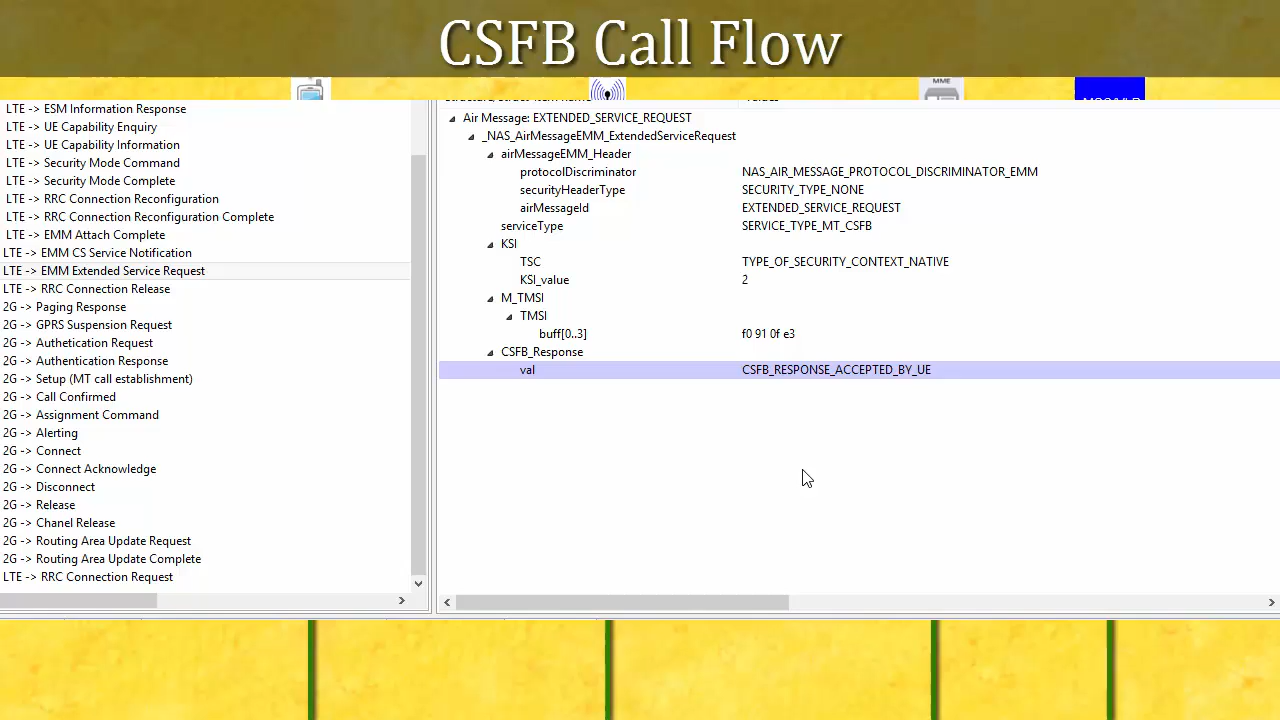 CSFB Call Flow
MME
LTE -> ESM Information Response
LTE -> UE Capability Enquiry
LTE -> UE Capability Information
LTE -> Security Mode Command
LTE -> Security Mode Complete
LTE -> RRC Connection Reconfiguration
LTE -> RRC Connection Reconfiguration Complete
LTE -> EMM Attach Complete
LTE -> EMM CS Service Notification
LTE -> EMM Extended Service Request
LTE -> RRC Connection Release
2G -> Paging Response
2G -> GPRS Suspension Request
2G -> Authetication Request
2G -> Authentication Response
2G -> Setup (MT call establishment)
2G -> Call Confirmed
2G -> Assignment Command
2G -> Alerting
2G -> Connect
2G -> Connect Acknowledge
2G -> Disconnect
2G -> Release
2G -> Chanel Release
2G -> Routing Area Update Request
2G -> Routing Area Update Complete
LTE -> RRC Connection Request
Air Message: EXTENDED_SERVICE_REQUEST
_NAS_AirMessageEMM_ExtendedServiceRequest
airMessageEMM_Header
protocolDiscriminator NAS_AIR_MESSAGE_PROTOCOL_DISCRIMINATOR_EMM
securityHeaderType SECURITY_TYPE_NONE
airMessageId EXTENDED_SERVICE_REQUEST
serviceType SERVICE_TYPE_MT_CSFB
KSI
TSC TYPE_OF_SECURITY_CONTEXT_NATIVE
KSI_value 2
M_TMSI
TMSI
buff[0..3] f0 91 0f e3
CSFB_Response
val CSFB_RESPONSE_ACCEPTED_BY_UE